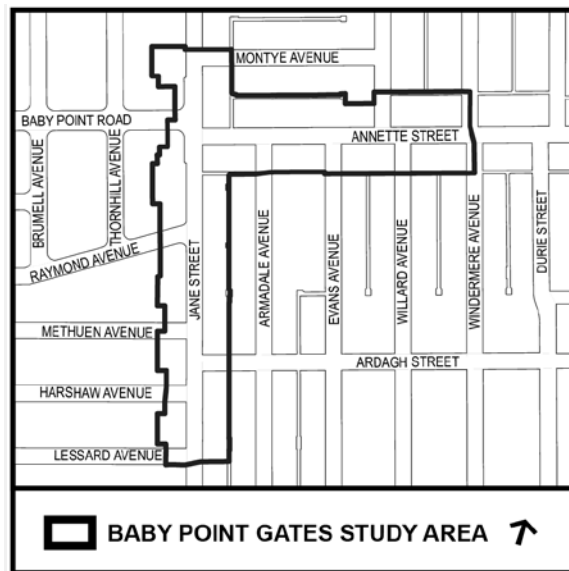 MONTYE AVENUE
BABY POINT ROAD
ANNETTE STREET
BRUMELL AVENUE
THORNHILL AVENUE
RAYMOND AVENUE
JANE STREET
ARMADALE AVENUE
EVANS AVENUE
WILLARD AVENUE
WINDERMERE AVENUE
DURIE STREET
METHUEN AVENUE
ARDAGH STREET
HARSHAW AVENUE
LESSARD AVENUE
BABY POINT GATES STUDY AREA